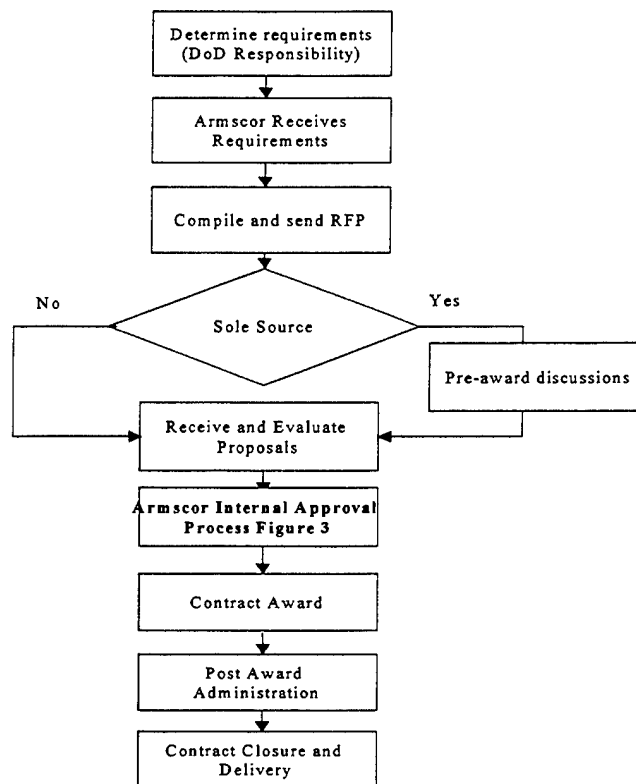 Determine requirements
(DoD Responsibility)
Armscor Receives
Requirements
Compile and send RFP
No
Yes
Sole Source
Pre-award discussions
Receive and Evaluate
Proposals
Armscor Internal Approval
Process Figure 3
Contract Award
Post Award
Administration
Contract Closure and
Delivery